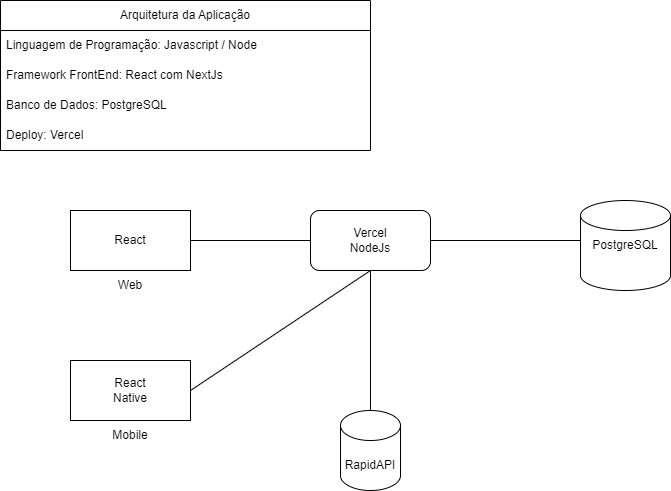 Arquitetura da Aplicação
Linguagem de Programação: Javascript / Node
Framework FrontEnd: React com NextJs
Banco de Dados: PostgreSQL
Deploy: Vercel
React
Web
Vercel
NodeJs
PostgreSQL
React
Native
Mobile
RapidAPI